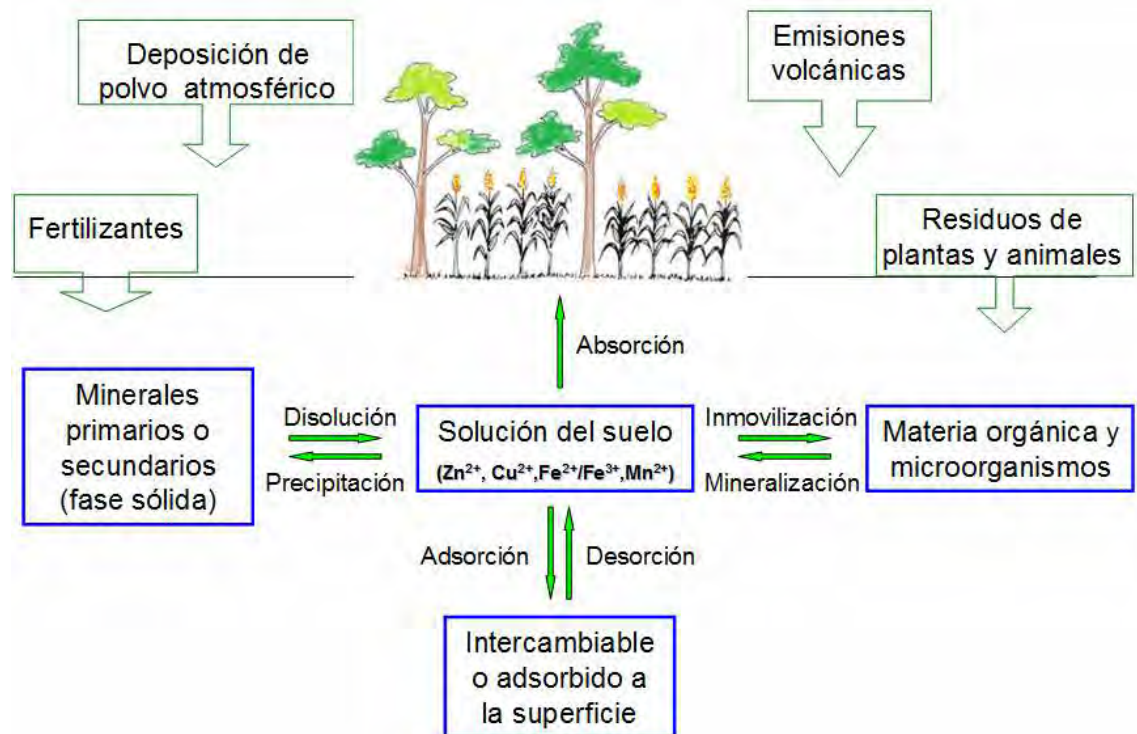 Deposición de
polvo atmosférico
Emisiones
volcánicas
Fertilizantes
Residuos de
plantas y animales
Absorción
Minerales
primarios o
secundarios
(fase sólida)
Disolución
Precipitación
Solución del suelo
(Zn²⁺, Cu²⁺,Fe²⁺/Fe³⁺,Mn²⁺)
Inmovilización
Mineralización
Materia orgánica y
microorganismos
Adsorción
Desorción
Intercambiable
o adsorbido a
la superficie